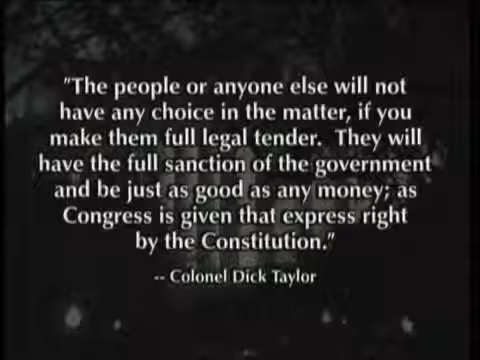 "The people or anyone else will not
have any choice in the matter, if you
make them full legal tender. They will
have the full sanction of the government
and be just as good as any money; as
Congress is given that express right
by the Constitution."
-- Colonel Dick Taylor